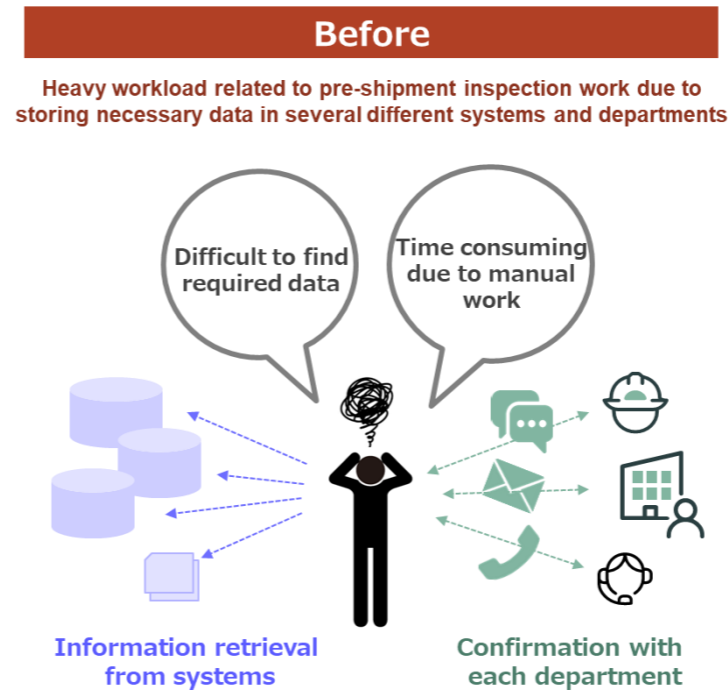 Before
Heavy workload related to pre-shipment inspection work due to
storing necessary data in several different systems and departments
Difficult to find
required data
Time consuming
due to manual
work
Information retrieval
from systems
Confirmation with
each department